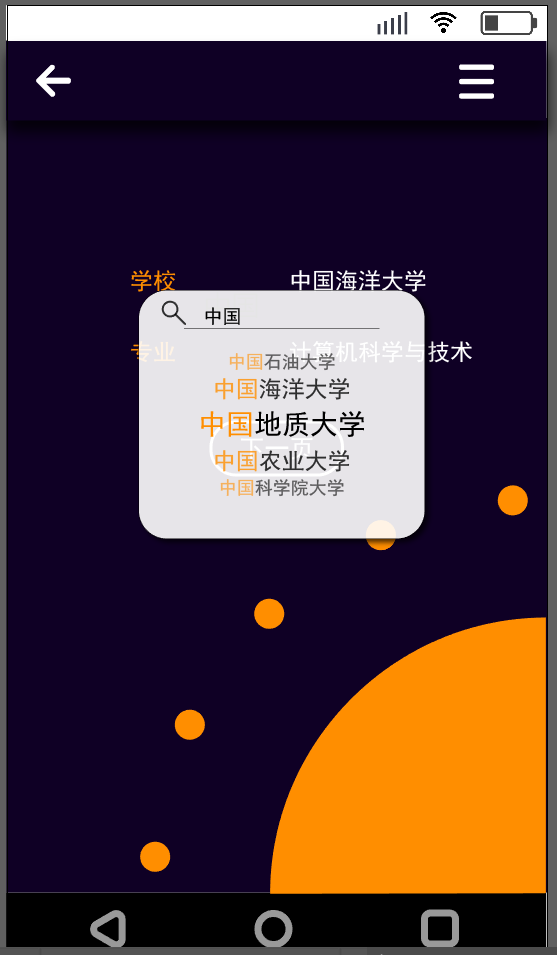 学校 中国海洋大学
中国
专业 计算机科学与技术
中国石油大学
中国海洋大学
中国地质大学
下一页
中国农业大学
中国科学院大学